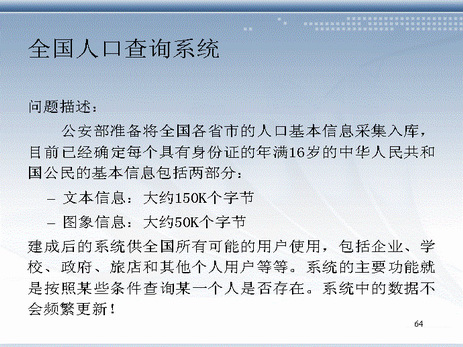 全国人口查询系统
问题描述：
公安部准备将全国各省市的人口基本信息采集入库，
目前已经确定每个具有身份证的年满16岁的中华人民共和
国公民的基本信息包括两部分：
– 文本信息：大约150K个字节
– 图象信息：大约50K个字节
建成后的系统供全国所有可能的用户使用，包括企业、学
校、政府、旅店和其他个人用户等等。系统的主要功能就
是按照某些条件查询某一个人是否存在。系统中的数据不
会频繁更新！
64